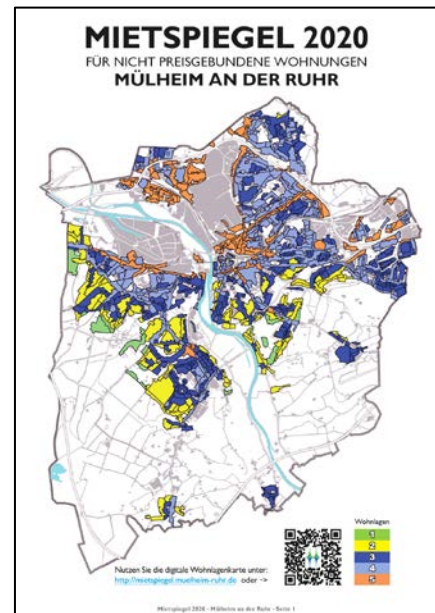 MIETSPIEGEL 2020
FÜR NICHT PREISGEBUNDENE WOHNUNGEN
MÜLHEIM AN DER RUHR
Wohnlagen
1
2
3
4
5
Nutzen Sie die digitale Wohnlagenkarte unter:
http://mietspiegel.muelheim-ruhr.de oder ->
Mietspiegel 2020 - Mülheim an der Ruhr - Seite 1